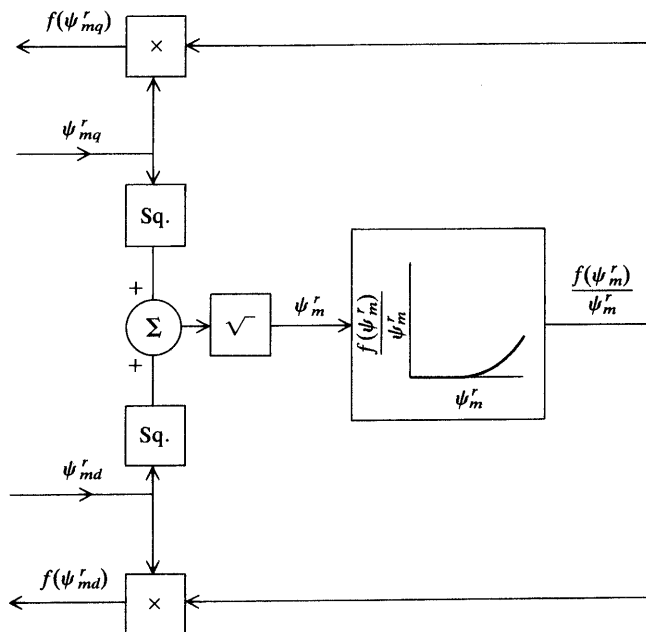 f(ψ^r_mq)
×
ψ^r_mq
Sq.
+
Σ
√
ψ^r_m
f(ψ^r_m)
ψ^r_m
ψ^r_m
f(ψ^r_m)
ψ^r_m
+
Sq.
ψ^r_md
f(ψ^r_md)
×